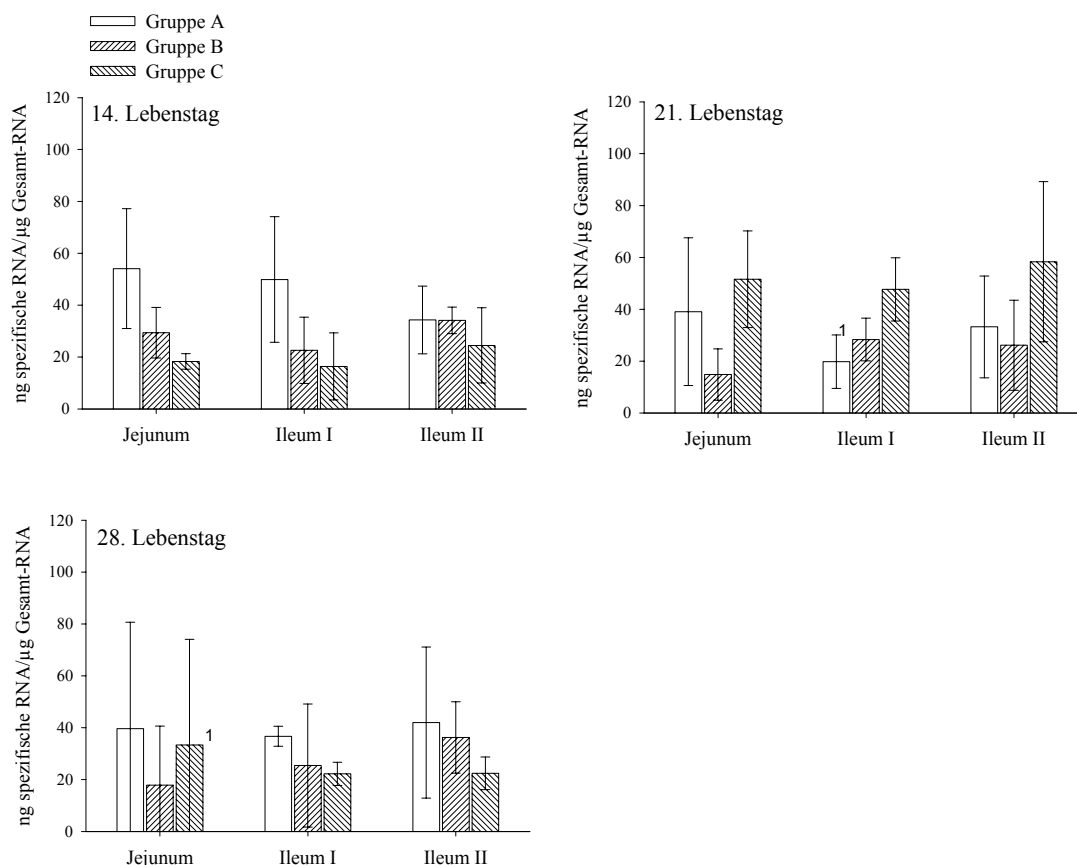 Gruppe A
Gruppe B
Gruppe C
ng spezifische RNA/µg Gesamt-RNA
14. Lebenstag
120
100
80
60
40
20
0
Jejunum Ileum I Ileum II
ng spezifische RNA/µg Gesamt-RNA
21. Lebenstag
120
100
80
60
40
20
0
1
Jejunum Ileum I Ileum II
ng spezifische RNA/µg Gesamt-RNA
28. Lebenstag
120
100
80
60
40
20
0
1
Jejunum Ileum I Ileum II